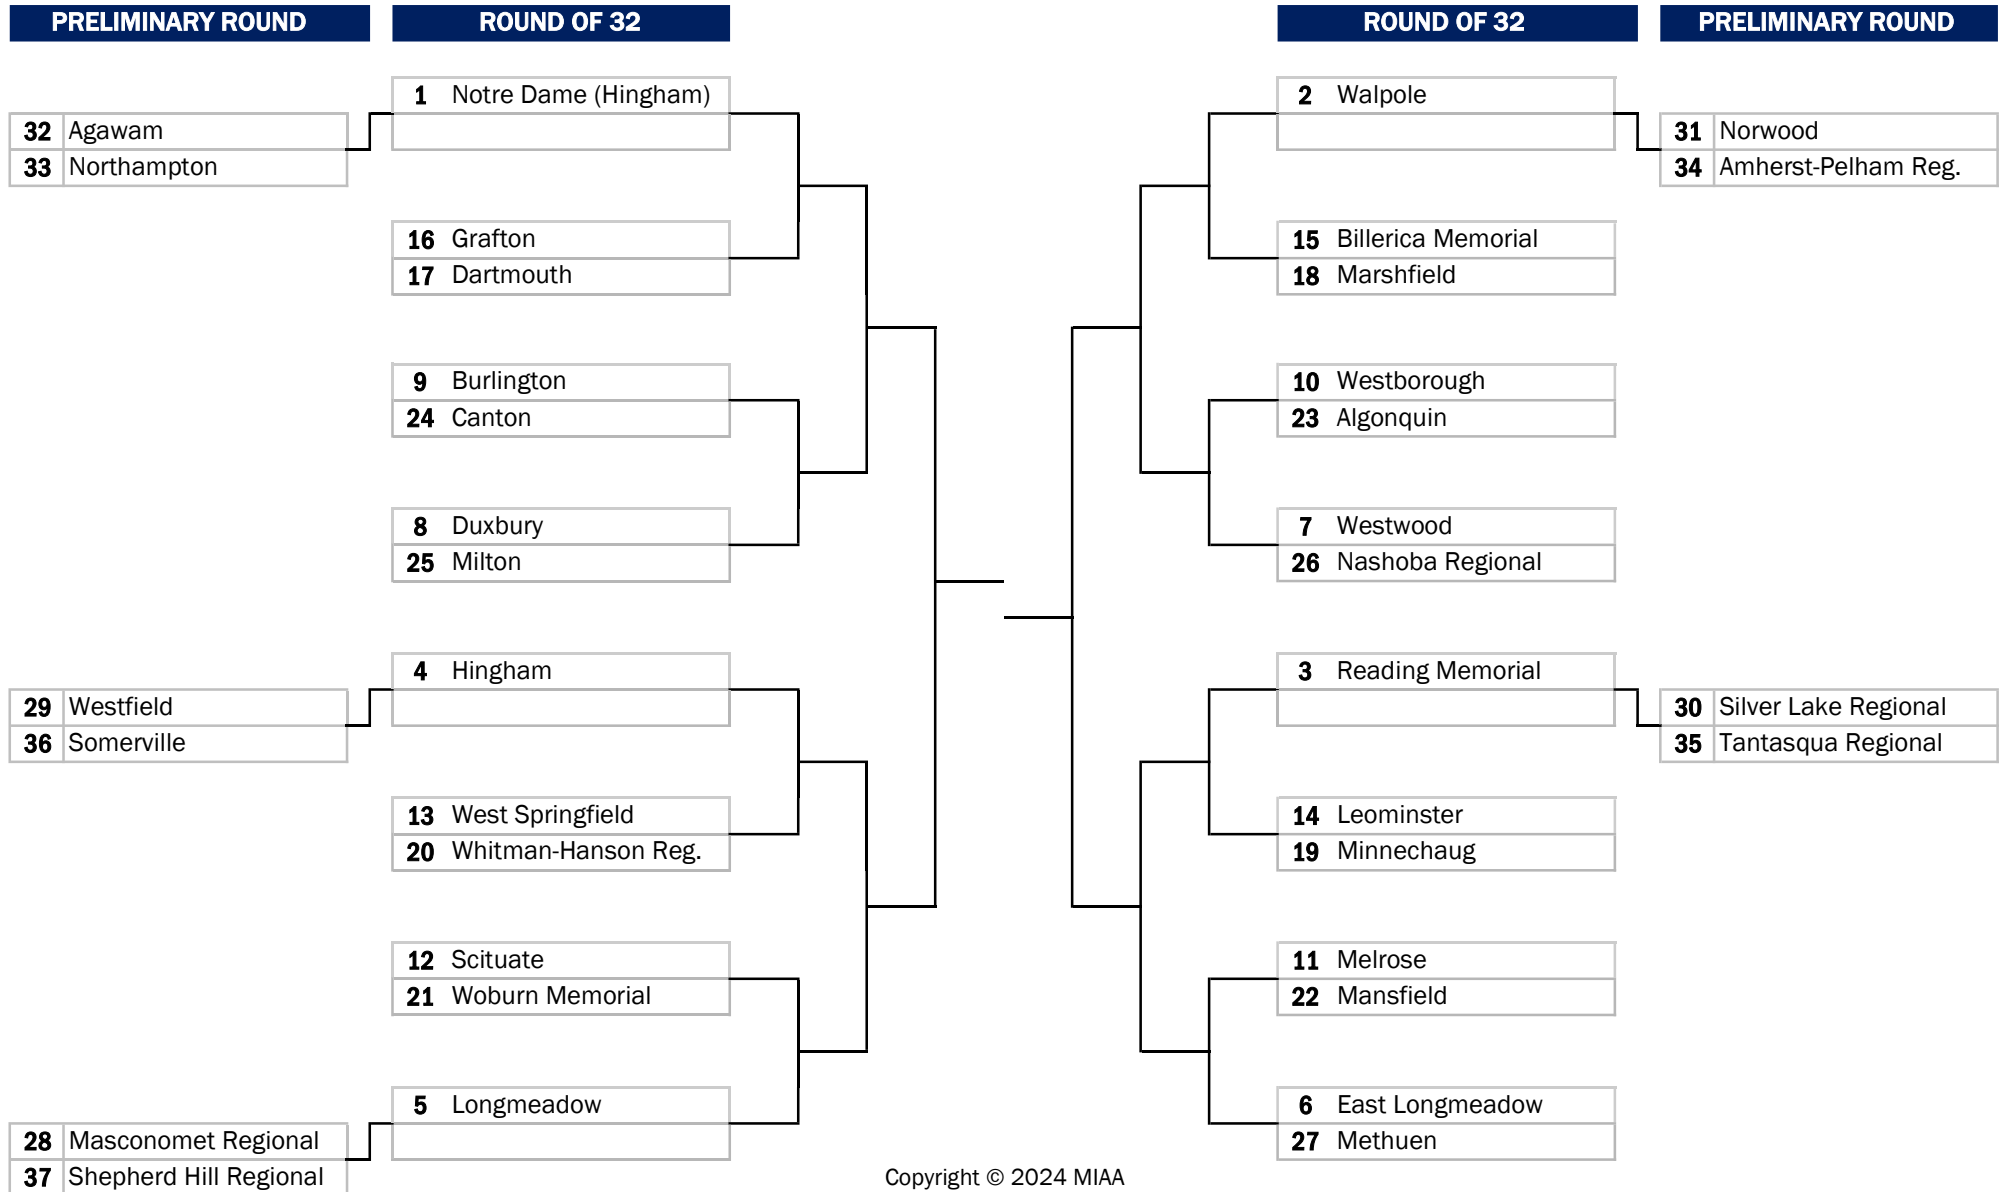 PRELIMINARY ROUND
ROUND OF 32
ROUND OF 32
PRELIMINARY ROUND
32 Agawam
33 Northampton
29 Westfield
36 Somerville
28 Masconomet Regional
37 Shepherd Hill Regional
1 Notre Dame (Hingham)
16 Grafton
17 Dartmouth
9 Burlington
24 Canton
8 Duxbury
25 Milton
4 Hingham
13 West Springfield
20 Whitman-Hanson Reg.
12 Scituate
21 Woburn Memorial
5 Longmeadow
2 Walpole
15 Billerica Memorial
18 Marshfield
10 Westborough
23 Algonquin
7 Westwood
26 Nashoba Regional
3 Reading Memorial
14 Leominster
19 Minnechaug
11 Melrose
22 Mansfield
6 East Longmeadow
27 Methuen
31 Norwood
34 Amherst-Pelham Reg.
30 Silver Lake Regional
35 Tantasqua Regional
Copyright © 2024 MIAA